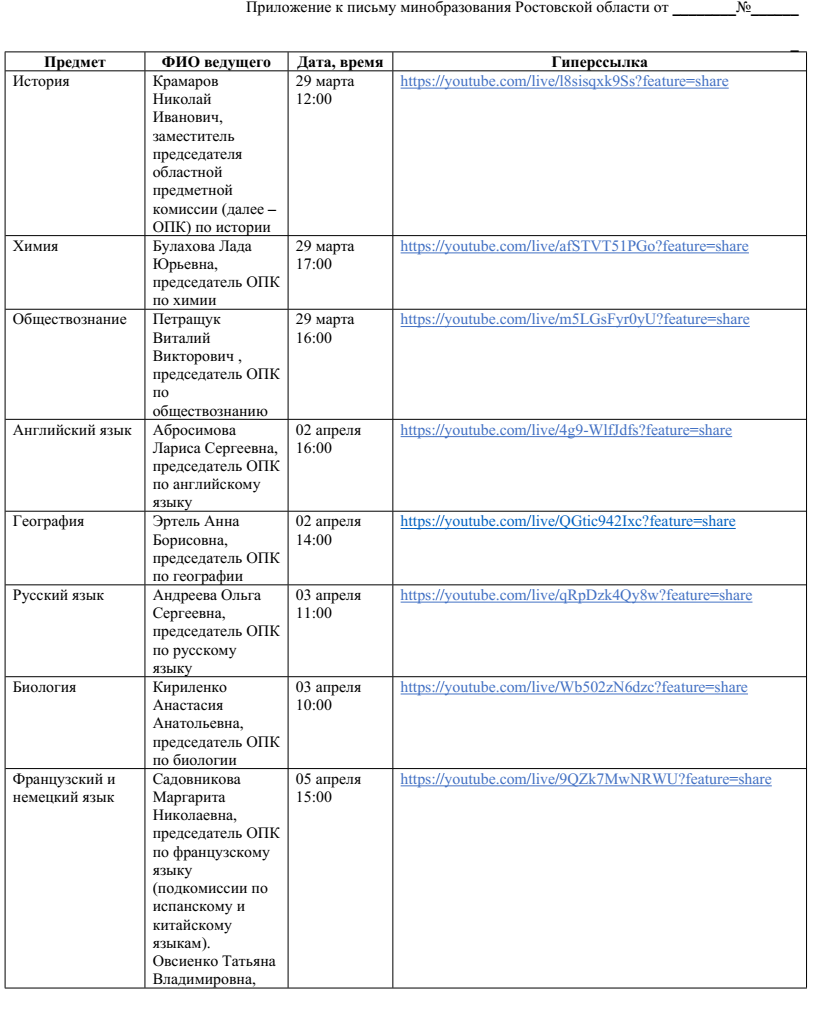 Приложение к письму минобразования Ростовской области от _________№_______
_
Предмет ФИО ведущего Дата, время Гиперссылка
История Крамаров 29 марта https://youtube.com/live/l8sisqxk9Ss?feature=share
Николай 12:00
Иванович,
заместитель
председателя
областной
предметной
комиссии (далее –
ОПК) по истории
Химия Булахова Лада 29 марта https://youtube.com/live/afSTVT51PGo?feature=share
Юрьевна, 17:00
председатель ОПК
по химии
Обществознание Петращук 29 марта https://youtube.com/live/m5LGsFyr0yU?feature=share
Виталий 16:00
Викторович ,
председатель ОПК
по
обществознанию
Английский язык Абросимова 02 апреля https://youtube.com/live/4g9-WlfJdfs?feature=share
Лариса Сергеевна, 16:00
председатель ОПК
по английскому
языку
География Эртель Анна 02 апреля https://youtube.com/live/QGtic942Ixc?feature=share
Борисовна, 14:00
председатель ОПК
по географии
Русский язык Андреева Ольга 03 апреля https://youtube.com/live/qRpDzk4Qy8w?feature=share
Сергеевна, 11:00
председатель ОПК
по русскому
языку
Биология Кириленко 03 апреля https://youtube.com/live/Wb502zN6dzc?feature=share
Анастасия 10:00
Анатольевна,
председатель ОПК
по биологии
Французский и Садовникова 05 апреля https://youtube.com/live/9QZk7MwNRWU?feature=share
немецкий язык Маргарита 15:00
Николаевна,
председатель ОПК
по французскому
языку
(подкомиссии по
испанскому и
китайскому
языкам).
Овсиенко Татьяна
Владимировна,